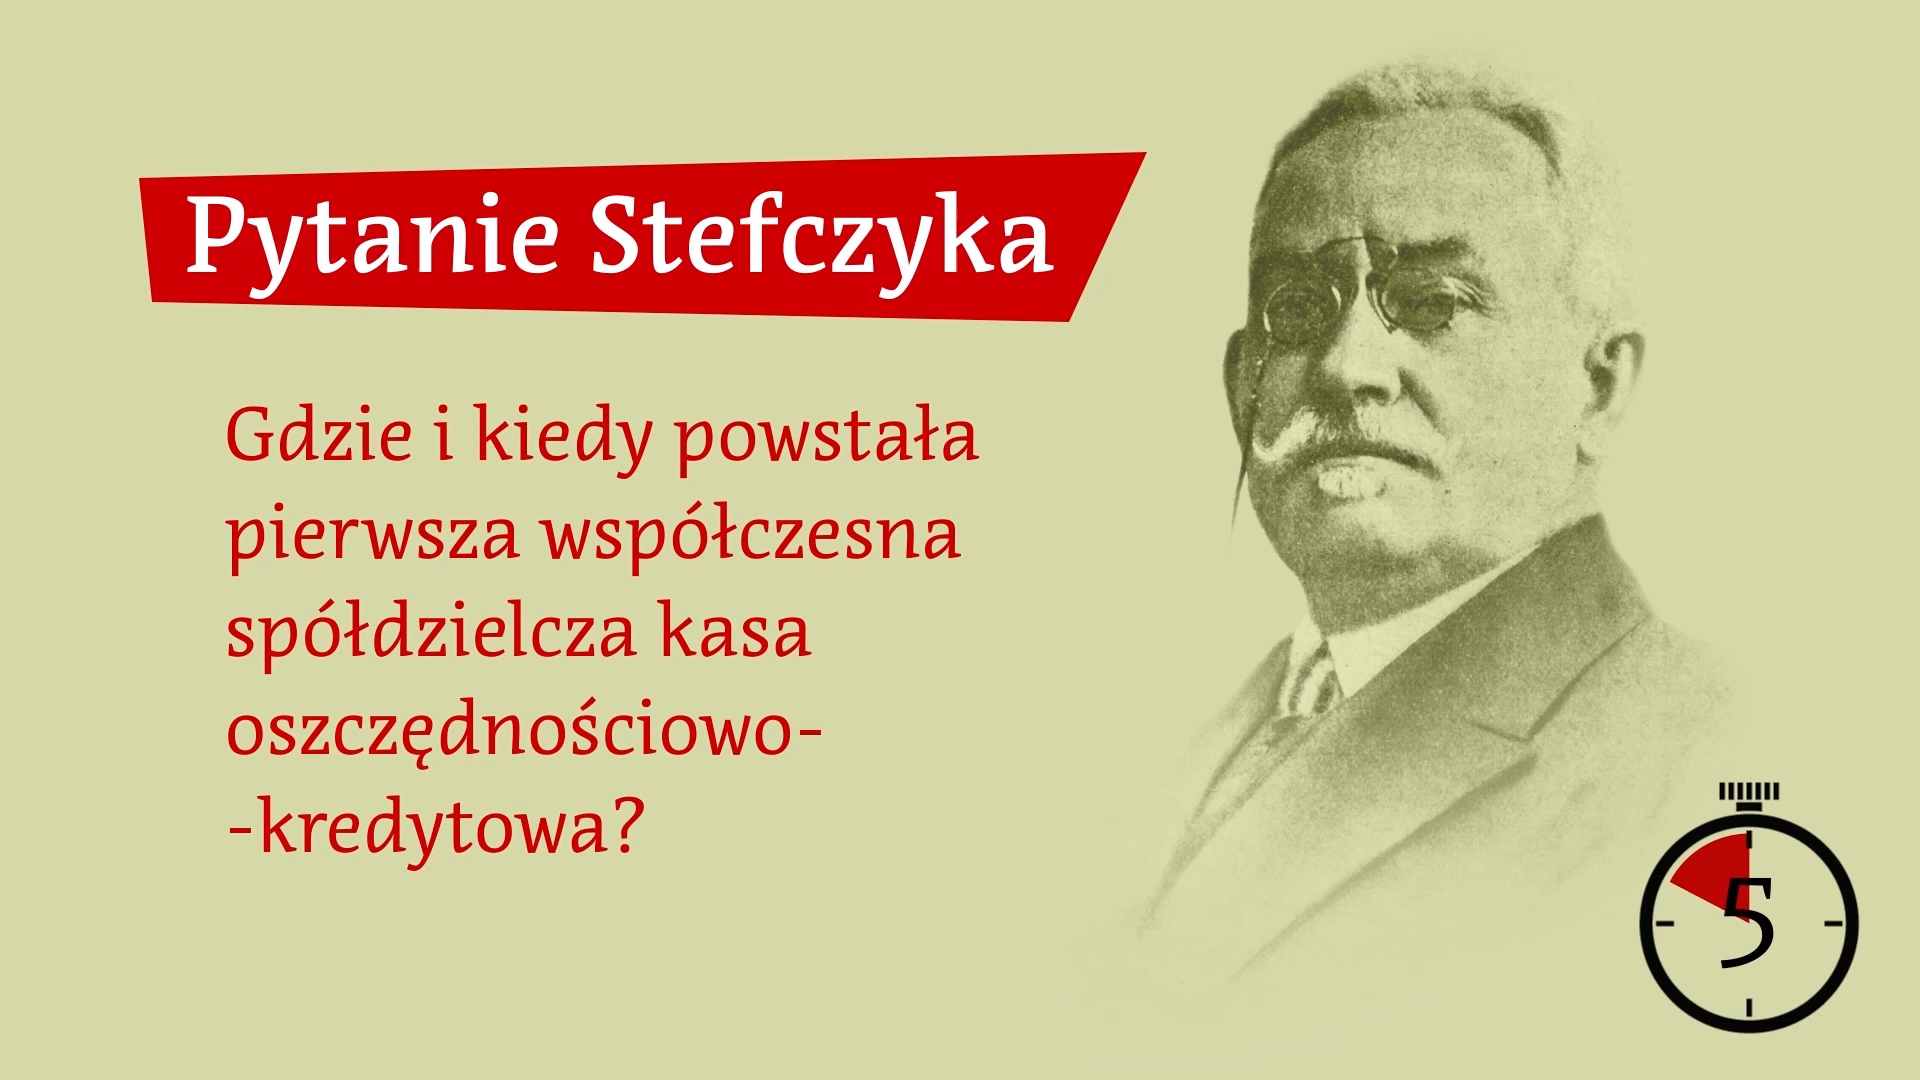 Pytanie Stefczyka
Gdzie i kiedy powstała
pierwsza współczesna
spółdzielcza kasa
oszczędnościowo-
-kredytowa?
5